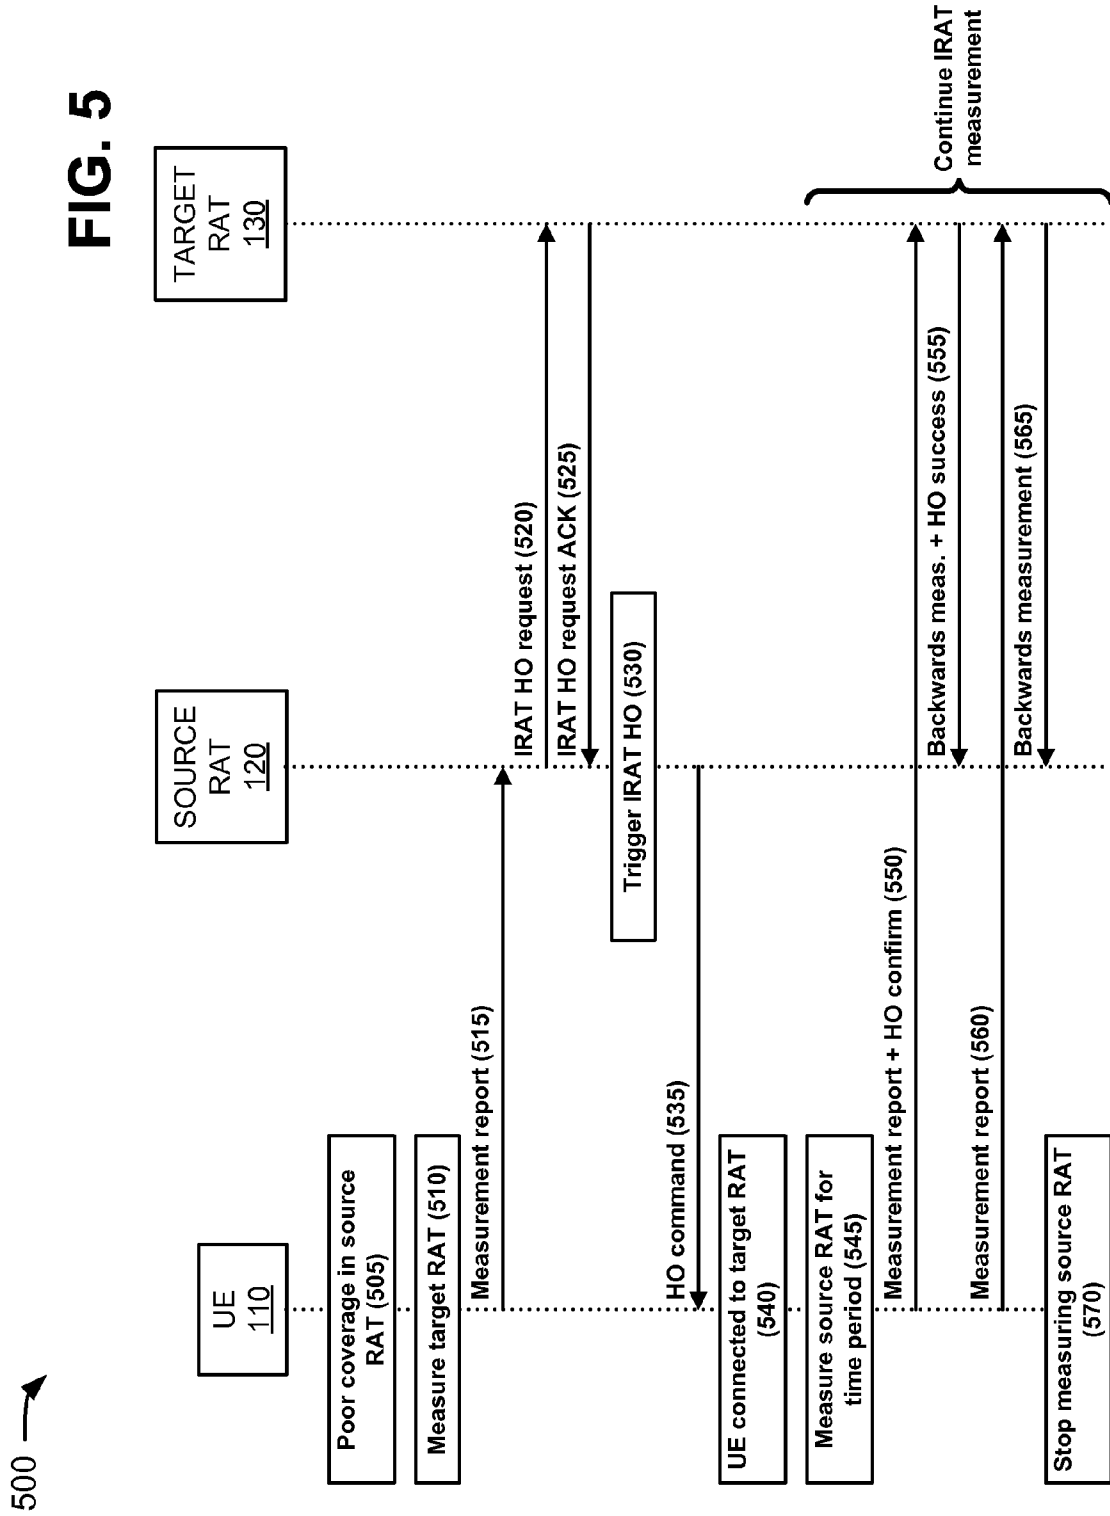 500
FIG. 5
UE
110
SOURCE
RAT
120
TARGET
RAT
130
Poor coverage in source
RAT (505)
Measure target RAT (510)
Measurement report (515)
IRAT HO request (520)
IRAT HO request ACK (525)
Trigger IRAT HO (530)
HO command (535)
UE connected to target RAT
(540)
Measure source RAT for
time period (545)
Measurement report + HO confirm (550)
Backwards meas. + HO success (555)
Measurement report (560)
Backwards measurement (565)
Stop measuring source RAT
(570)
Continue IRAT
measurement